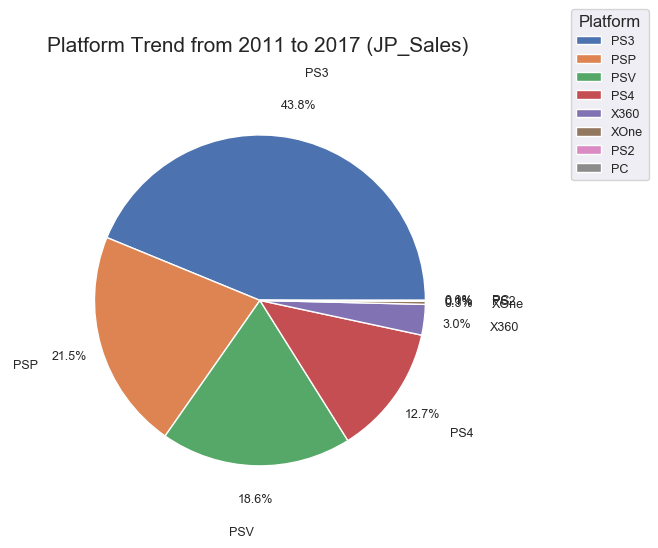 Platform Trend from 2011 to 2017 (JP_Sales)
Platform
PS3
PSP
PSV
PS4
X360
XOne
PS2
PC
PS3
43.8%
PSP
21.5%
PSV
18.6%
PS4
12.7%
X360
3.0%
XOne